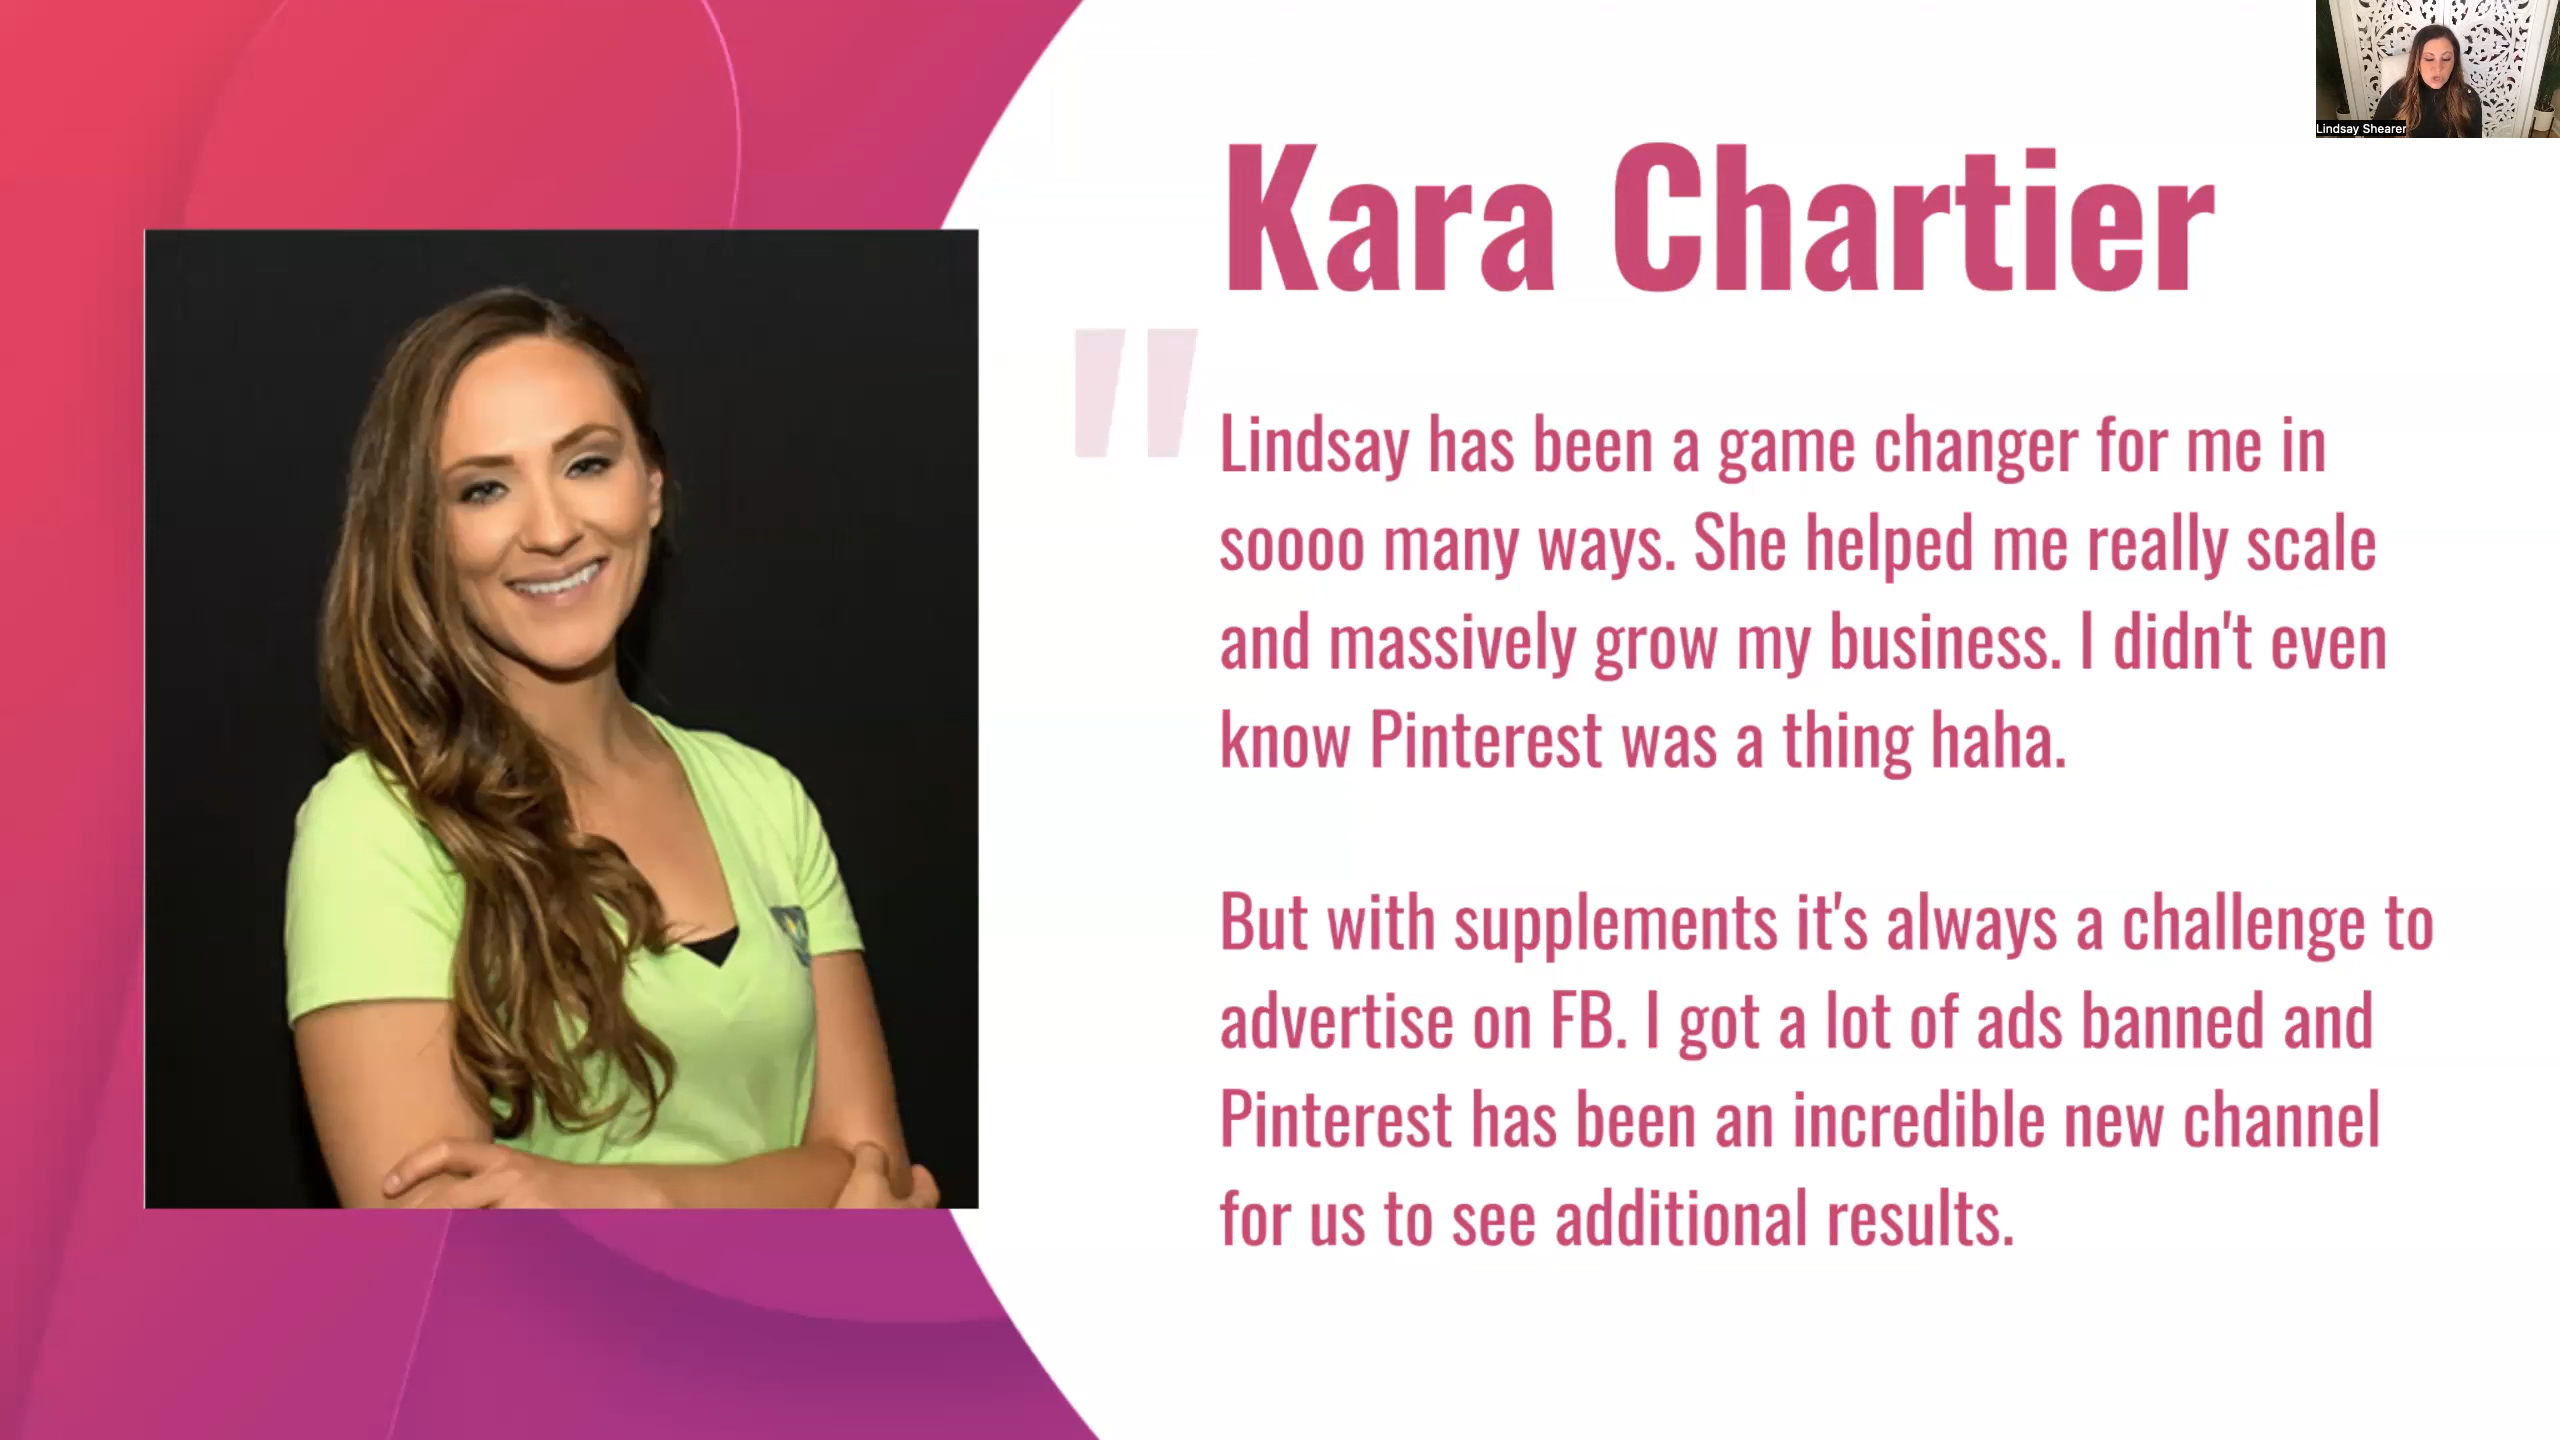 Lindsay Shearer
Kara Chartier
"
Lindsay has been a game changer for me in
soooo many ways. She helped me really scale
and massively grow my business. I didn't even
know Pinterest was a thing haha.
But with supplements it's always a challenge to
advertise on FB. I got a lot of ads banned and
Pinterest has been an incredible new channel
for us to see additional results.